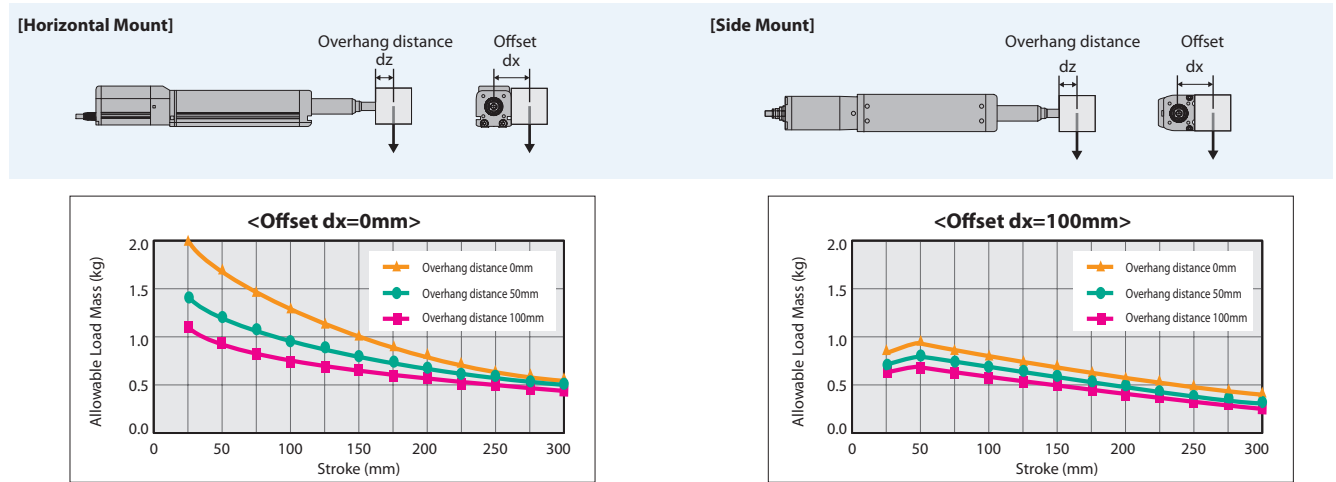 [Horizontal Mount]
Overhang distance
dz
Offset
dx
[Side Mount]
Overhang distance
dz
Offset
dx
<Offset dx=0mm>
Allowable Load Mass (kg)
2.0
1.5
1.0
0.5
0.0
Overhang distance 0mm
Overhang distance 50mm
Overhang distance 100mm
0 50 100 150 200 250 300
Stroke (mm)
<Offset dx=100mm>
Allowable Load Mass (kg)
2.0
1.5
1.0
0.5
0.0
Overhang distance 0mm
Overhang distance 50mm
Overhang distance 100mm
0 50 100 150 200 250 300
Stroke (mm)